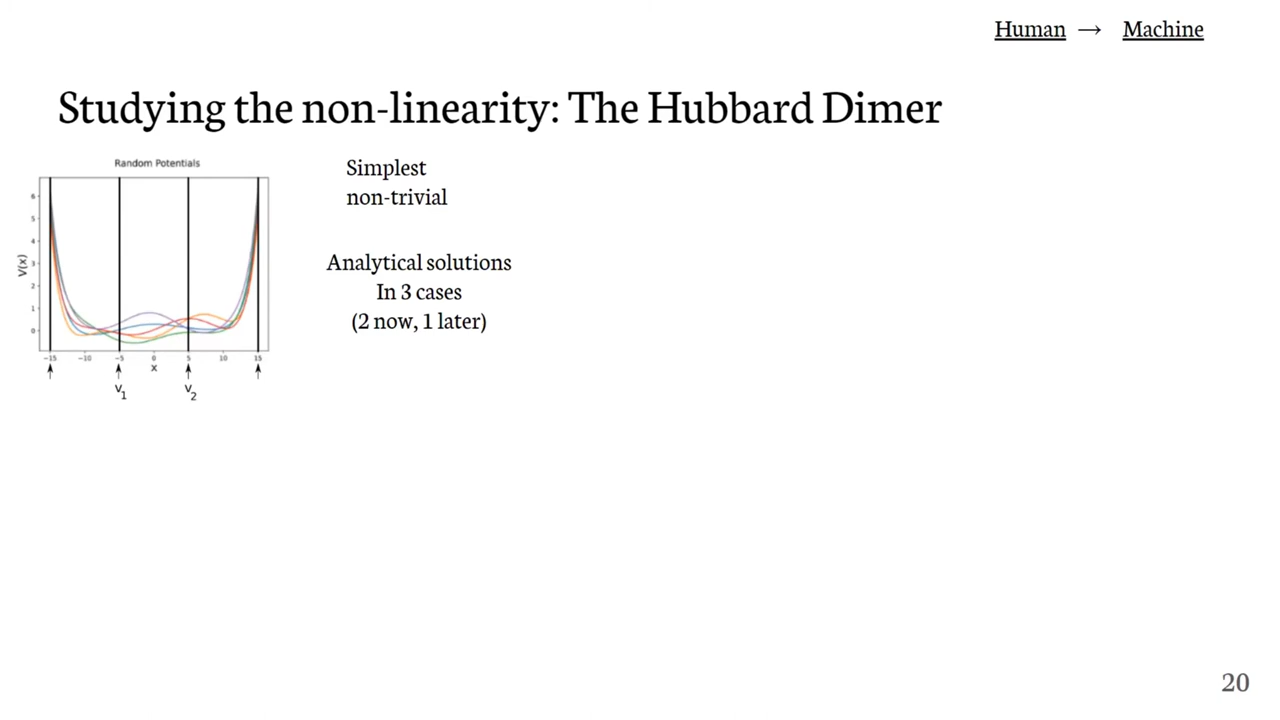 Human → Machine
Studying the non-linearity: The Hubbard Dimer
Random Potentials
V(x)
6
5
4
3
2
1
0
−15 −10 −5 0 5 10 15
x
V1 V2
Simplest
non-trivial
Analytical solutions
In 3 cases
(2 now, 1 later)
20